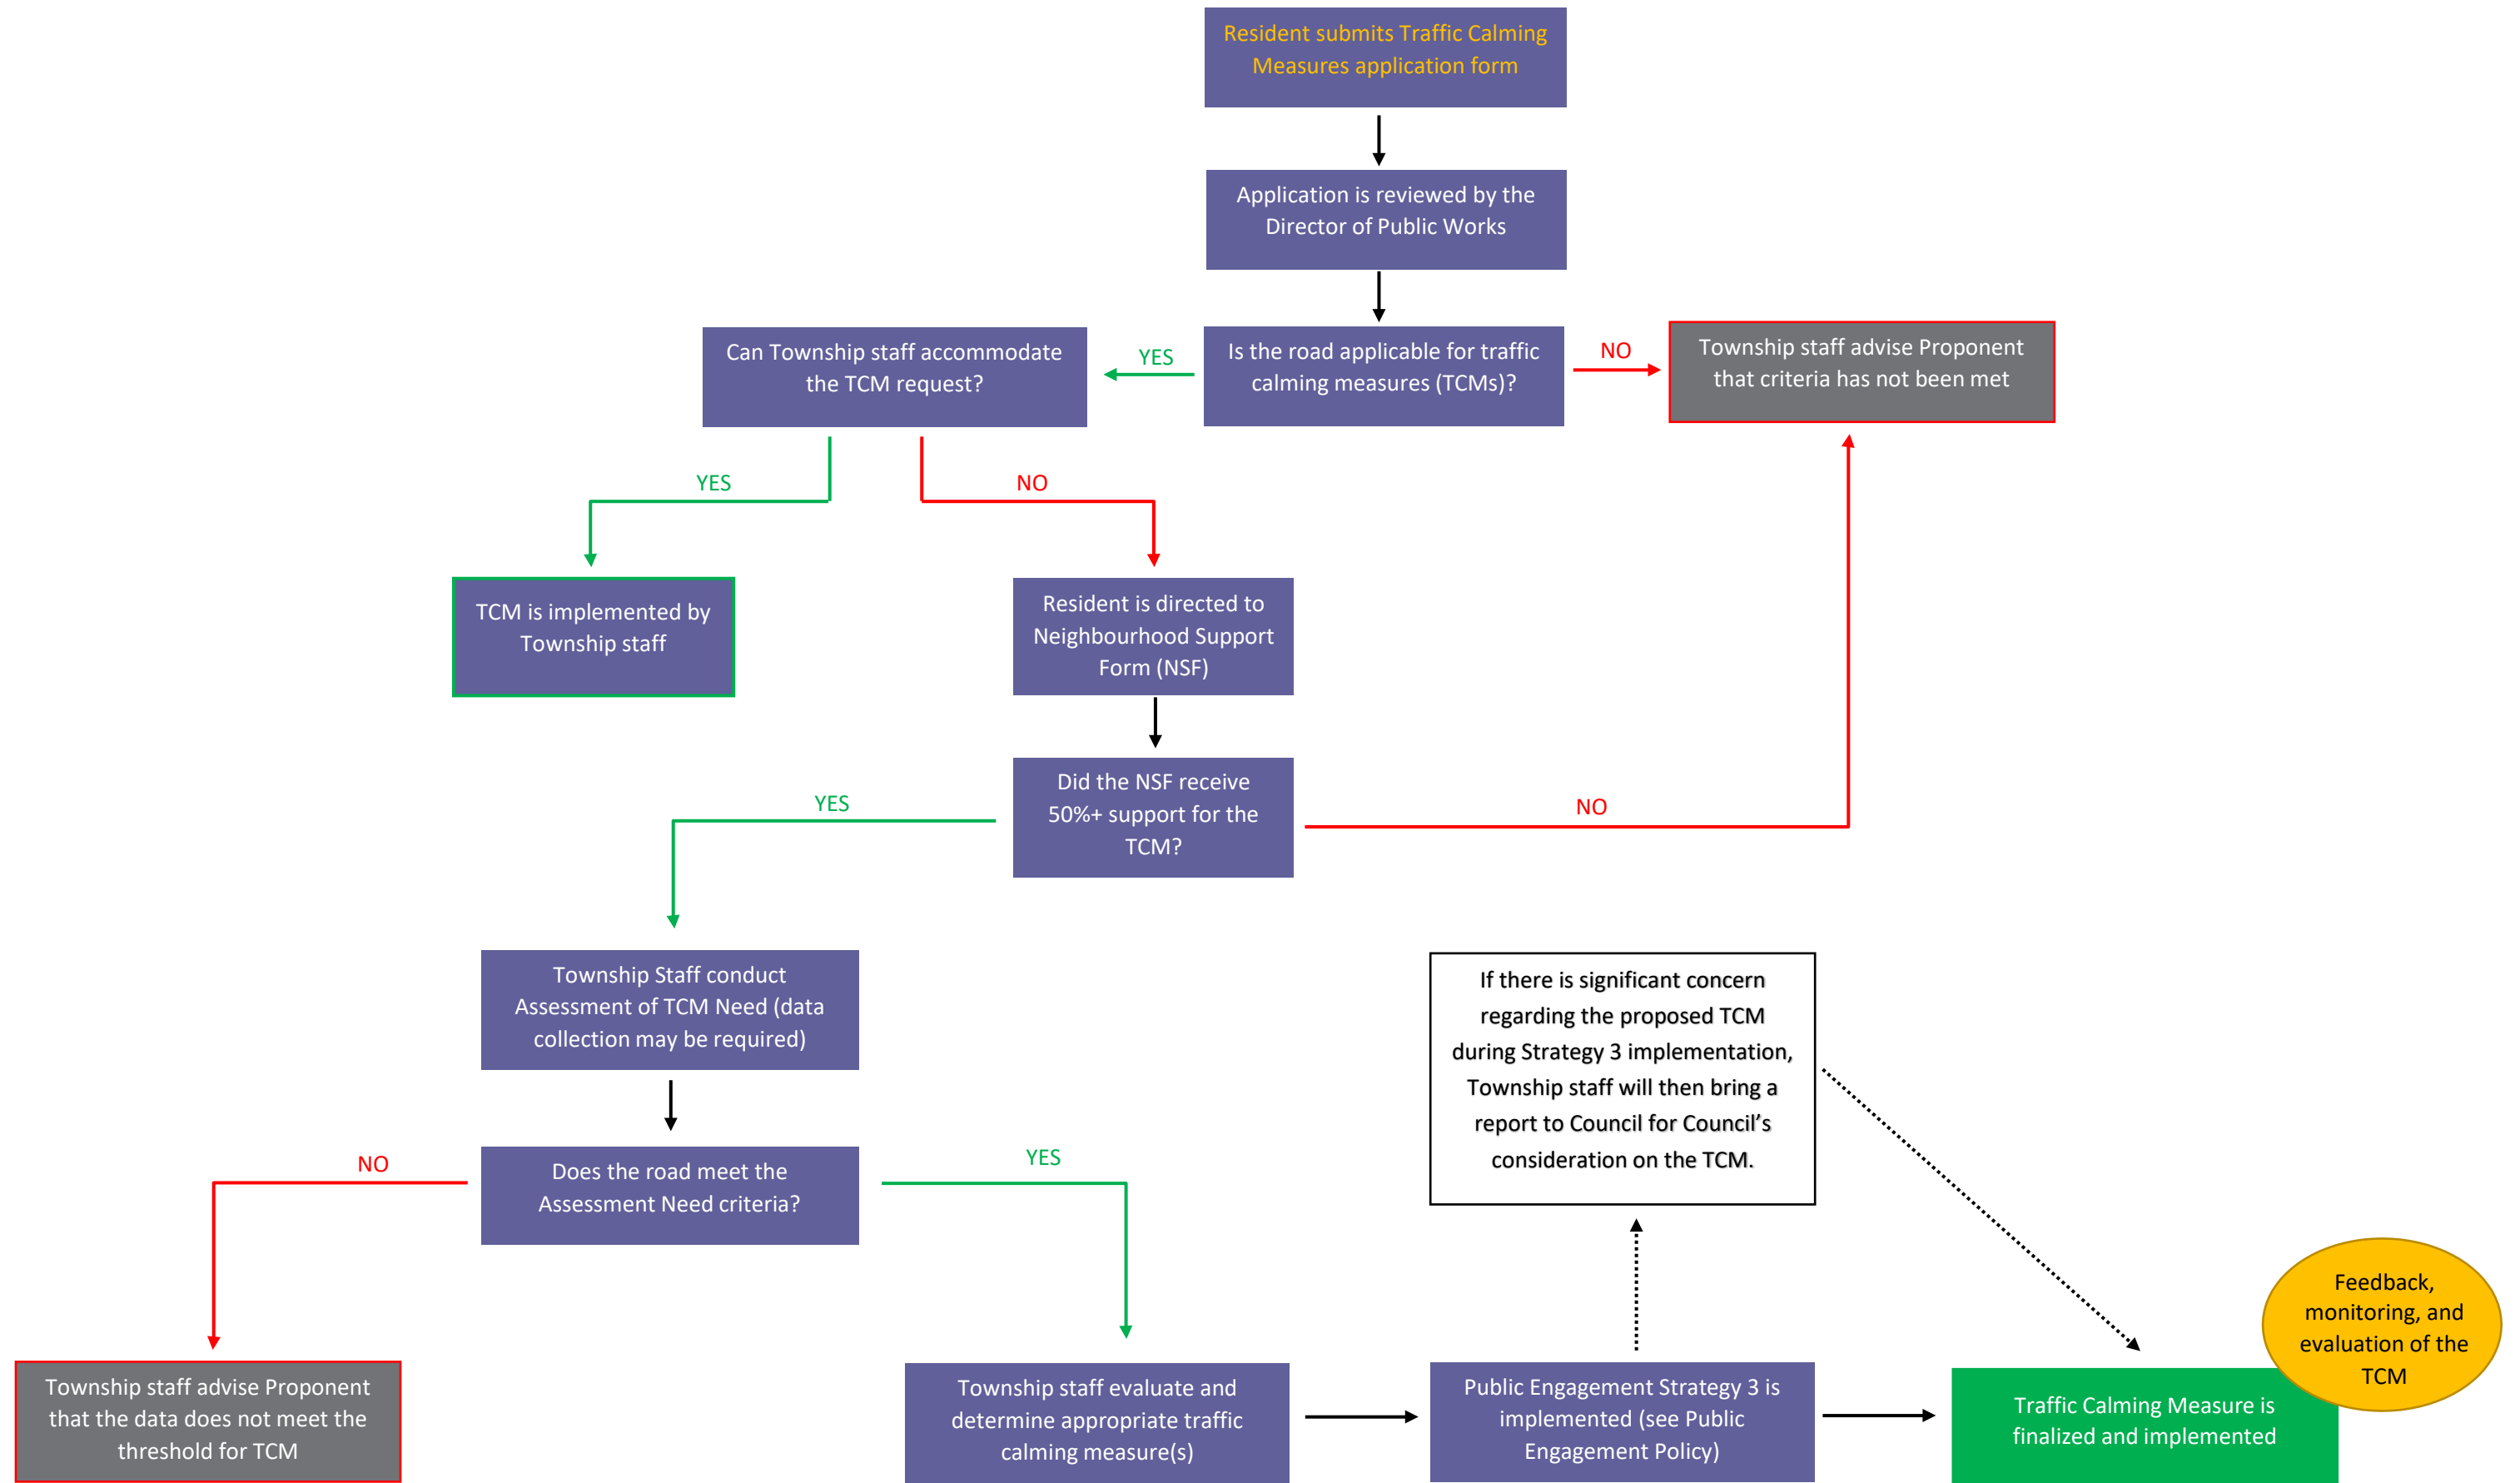 Resident submits Traffic Calming
Measures application form
Application is reviewed by the
Director of Public Works
Can Township staff accommodate
the TCM request?
YES
Is the road applicable for traffic
calming measures (TCMs)?
NO
Township staff advise Proponent
that criteria has not been met
YES
NO
TCM is implemented by
Township staff
Resident is directed to
Neighbourhood Support
Form (NSF)
Did the NSF receive
50%+ support for the
TCM?
YES
NO
Township Staff conduct
Assessment of TCM Need (data
collection may be required)
If there is significant concern
regarding the proposed TCM
during Strategy 3 implementation,
Township staff will then bring a
report to Council for Council’s
consideration on the TCM.
NO
Does the road meet the
Assessment Need criteria?
YES
Township staff advise Proponent
that the data does not meet the
threshold for TCM
Township staff evaluate and
determine appropriate traffic
calming measure(s)
Public Engagement Strategy 3 is
implemented (see Public
Engagement Policy)
Feedback,
monitoring, and
evaluation of the
TCM
Traffic Calming Measure is
finalized and implemented